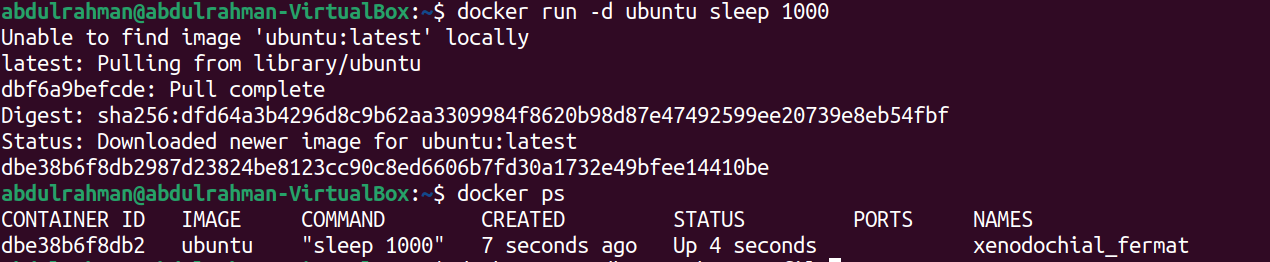 abdulrahman@abdulrahman-VirtualBox:~$ docker run -d ubuntu sleep 1000
Unable to find image 'ubuntu:latest' locally
latest: Pulling from library/ubuntu
dbf6a9befcde: Pull complete
Digest: sha256:dfd64a3b4296d8c9b62aa3309984f8620b98d87e47492599ee20739e8eb54fbf
Status: Downloaded newer image for ubuntu:latest
dbe38b6f8db2987d23824be8123cc90c8ed6606b7fd30a1732e49bfee14410be
abdulrahman@abdulrahman-VirtualBox:~$ docker ps
CONTAINER ID IMAGE COMMAND CREATED STATUS PORTS NAMES
dbe38b6f8db2 ubuntu "sleep 1000" 7 seconds ago Up 4 seconds xenodochial_fermat